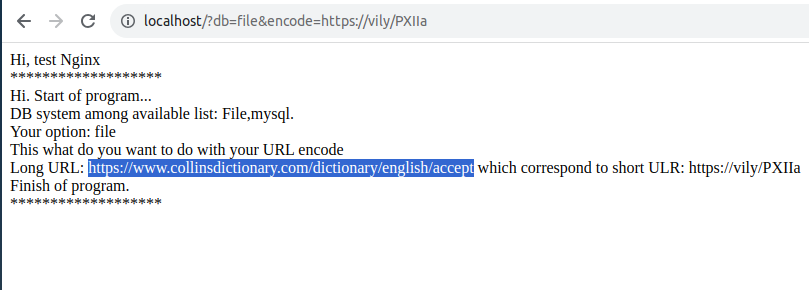 localhost/?db=file&encode=https://vily/PXIIa
Hi, test Nginx
*******************
Hi. Start of program...
DB system among available list: File,mysql.
Your option: file
This what do you want to do with your URL encode
Long URL: https://www.collinsdictionary.com/dictionary/english/accept which correspond to short ULR: https://vily/PXIIa
Finish of program.
*******************